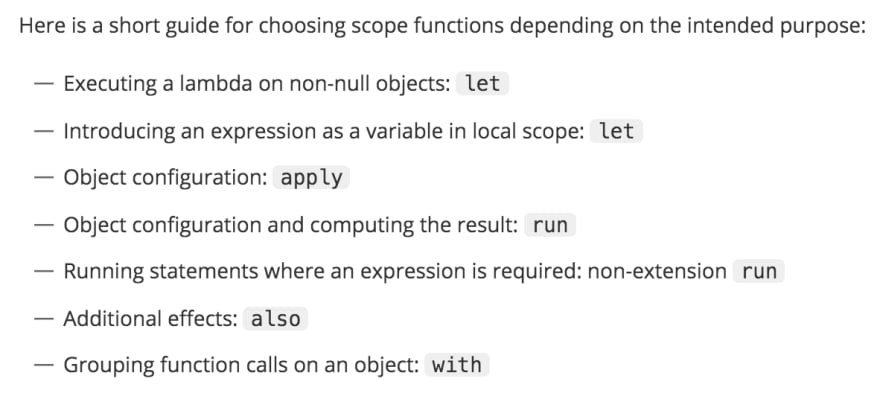 Here is a short guide for choosing scope functions depending on the intended purpose:
— Executing a lambda on non-null objects: let
— Introducing an expression as a variable in local scope: let
— Object configuration: apply
— Object configuration and computing the result: run
— Running statements where an expression is required: non-extension run
— Additional effects: also
— Grouping function calls on an object: with